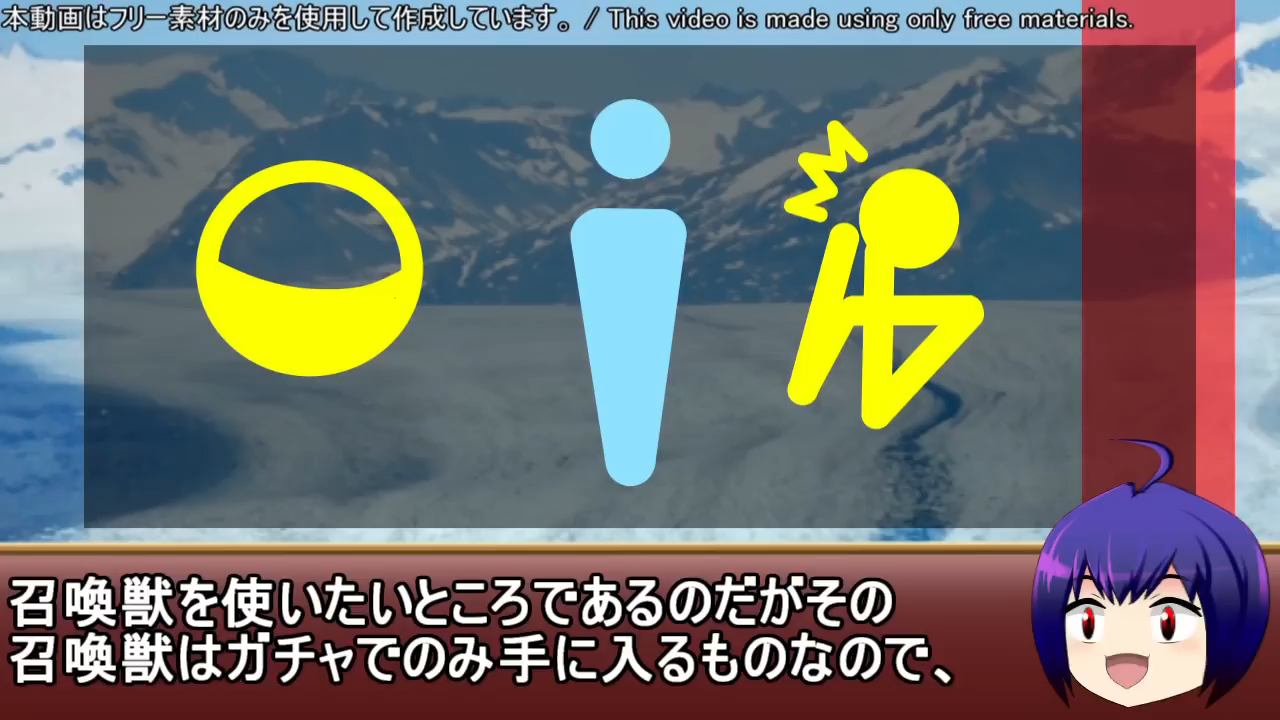 本動画はフリー素材のみを使用して作成しています。 / This video is made using only free materials.
召喚獣を使いたいところであるのだがその
召喚獣はガチャでのみ手に入るものなので、